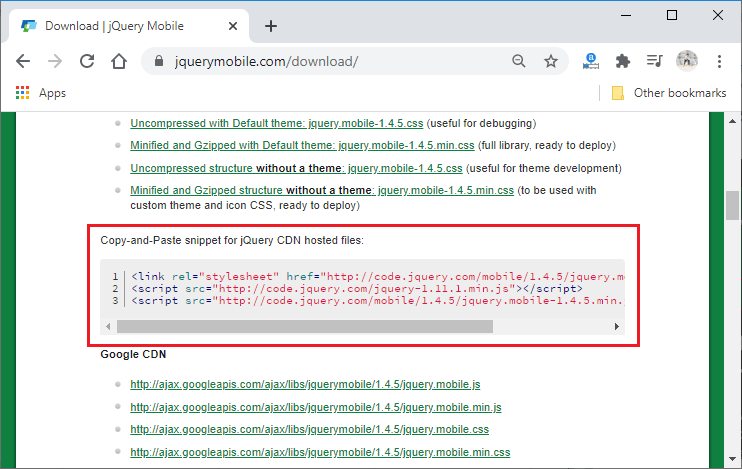 Download | jQuery Mobile
jquerymobile.com/download/
Apps
Other bookmarks
Uncompressed with Default theme: jquery.mobile-1.4.5.css (useful for debugging)
Minified and Gzipped with Default theme: jquery.mobile-1.4.5.min.css (full library, ready to deploy)
Uncompressed structure without a theme: jquery.mobile-1.4.5.css (useful for theme development)
Minified and Gzipped structure without a theme: jquery.mobile-1.4.5.min.css (to be used with
custom theme and icon CSS, ready to deploy)
Copy-and-Paste snippet for jQuery CDN hosted files:
1 <link rel="stylesheet" href="http://code.jquery.com/mobile/1.4.5/jquery.m
2 <script src="http://code.jquery.com/jquery-1.11.1.min.js"></script>
3 <script src="http://code.jquery.com/mobile/1.4.5/jquery.mobile-1.4.5.min.
Google CDN
http://ajax.googleapis.com/ajax/libs/jquerymobile/1.4.5/jquery.mobile.js
http://ajax.googleapis.com/ajax/libs/jquerymobile/1.4.5/jquery.mobile.min.js
http://ajax.googleapis.com/ajax/libs/jquerymobile/1.4.5/jquery.mobile.css
http://ajax.googleapis.com/ajax/libs/jquerymobile/1.4.5/jquery.mobile.min.css